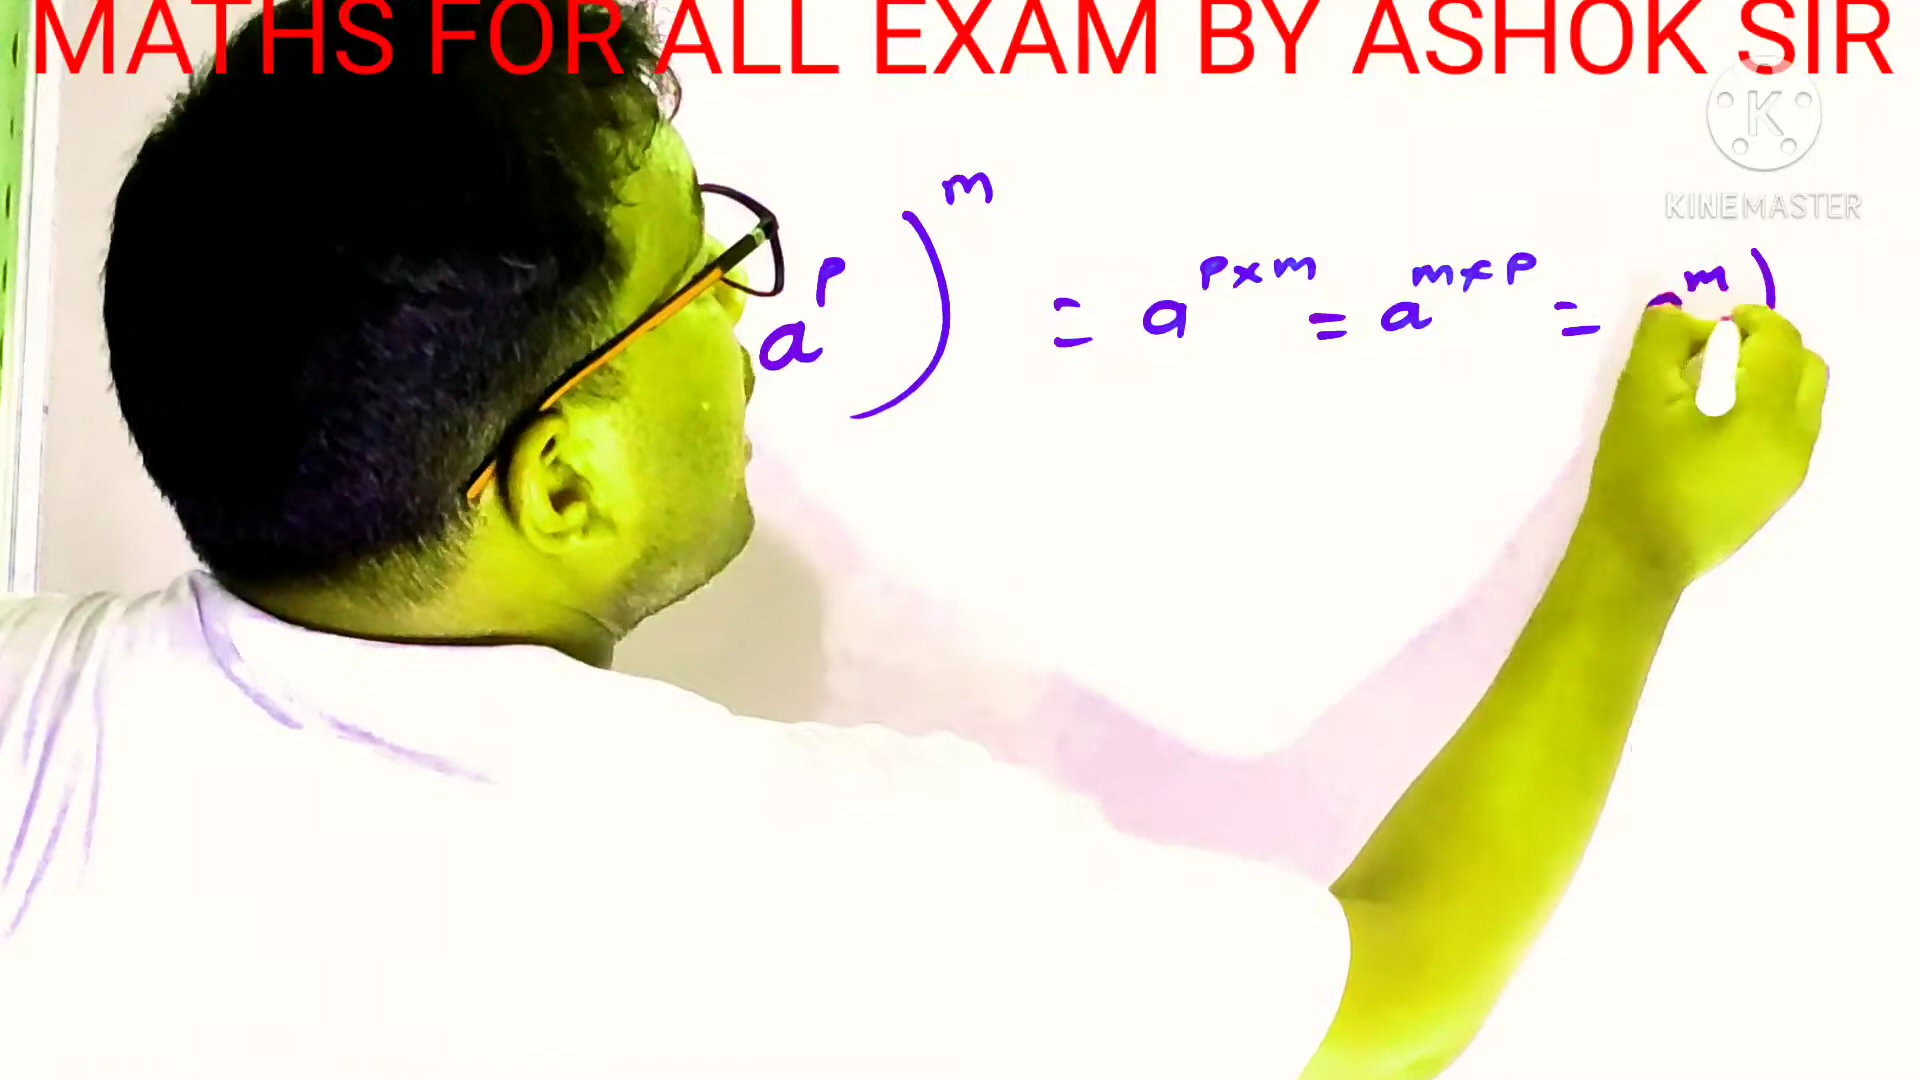 MATHS FOR ALL EXAM BY ASHOK SIR
K
KINEMASTER
a^p)^m = a^p×m = a^m×p = a^m)